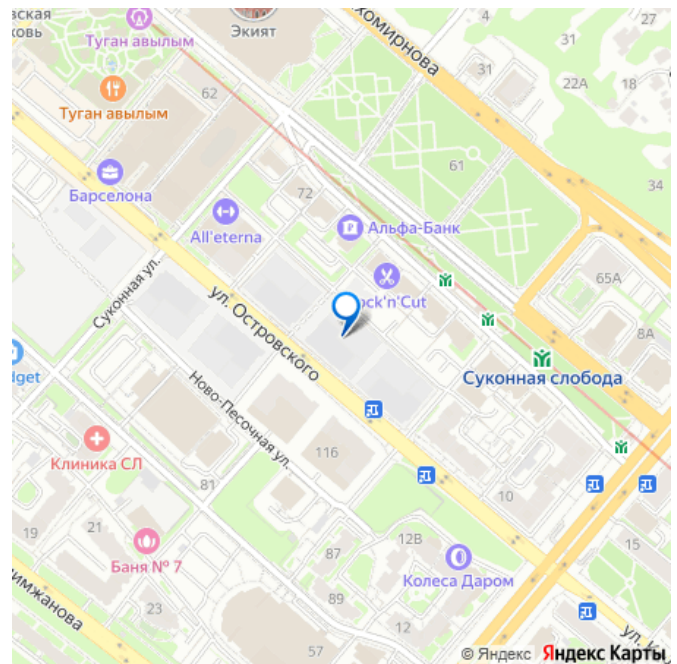 вская
ковь
Туган авылым
Экият
4
27
31
хомирнова
31
22А
18
Туган авылым
62
Барселона
61
34
72
All'eterna
Альфа-Банк
Суконная ул.
65А
ock'n'Cut
ул. Островского
8А
Суконная слобода
dget
Ново-Песочная ул.
Клиника СЛ
116
81
10
19
21
12В
15
Баня № 7
87
Колеса Даром
имжанова
23
89
12
57
ул. К
© Яндекс Яндекс Карты